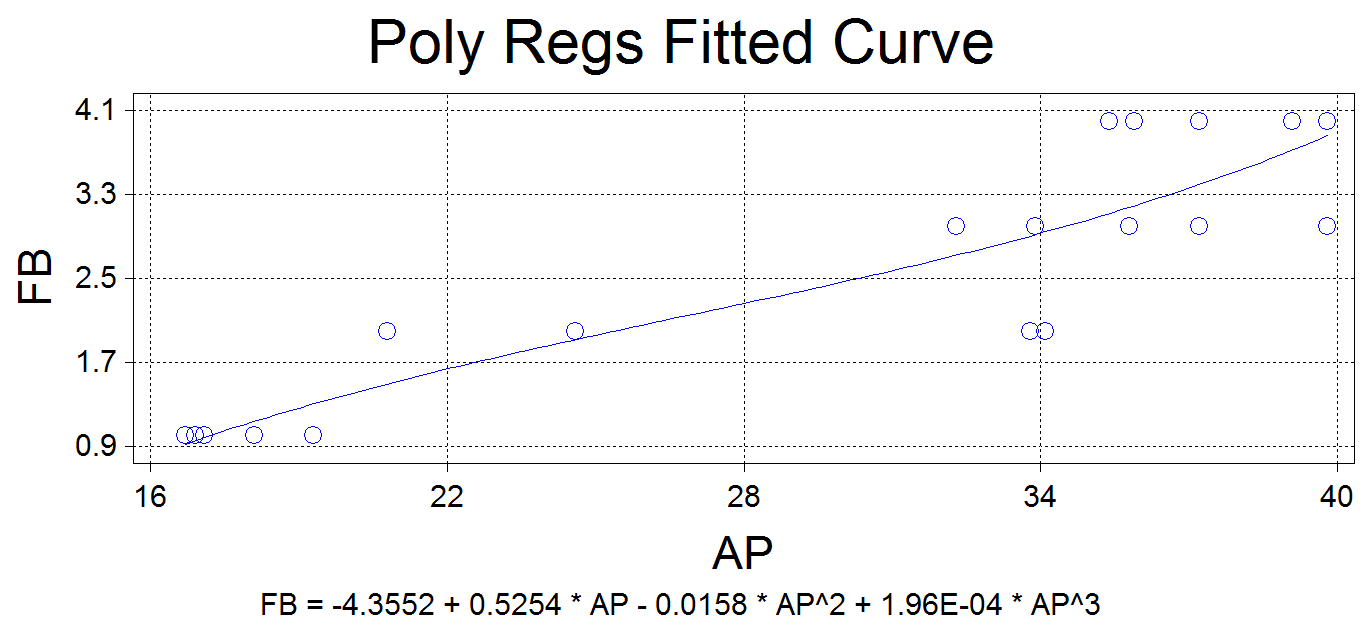 Poly Regs Fitted Curve
4.1
3.3
2.5
1.7
0.9
FB
16 22 28 34 40
AP
FB = -4.3552 + 0.5254 * AP - 0.0158 * AP^2 + 1.96E-04 * AP^3